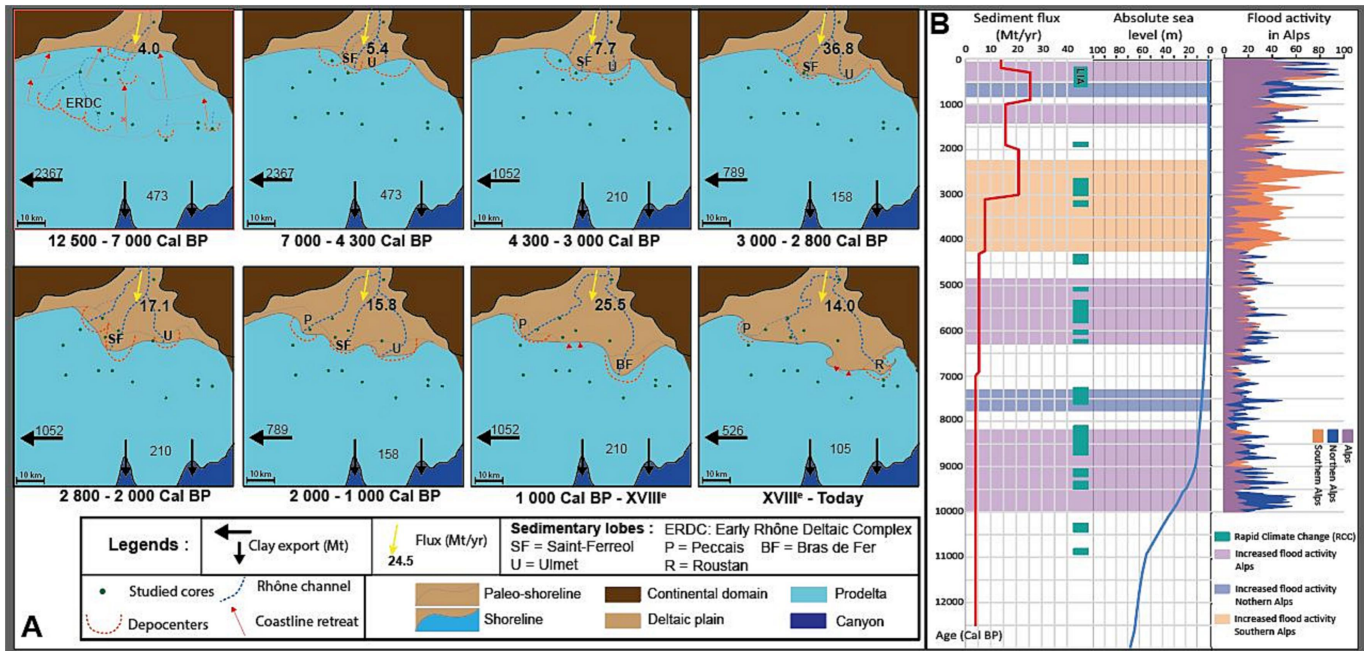 4.0
ERDC
2367
473
10 km
12 500 - 7 000 Cal BP
5.4
SF
U
2367
473
10 km
7 000 - 4 300 Cal BP
7.7
SF
U
1052
210
10 km
4 300 - 3 000 Cal BP
36.8
SF
U
789
158
10 km
3 000 - 2 800 Cal BP
17.1
SF
U
1052
210
10 km
2 800 - 2 000 Cal BP
15.8
P
SF
U
789
158
10 km
2 000 - 1 000 Cal BP
25.5
P
BF
1052
210
10 km
1 000 Cal BP - XVIIIᵉ
14.0
P
R
526
105
10 km
XVIIIᵉ - Today
Legends :
Clay export (Mt)
Flux (Mt/yr)
24.5
Sedimentary lobes : ERDC: Early Rhône Deltaic Complex
SF = Saint-Ferreol P = Peccais BF = Bras de Fer
U = Ulmet R = Roustan
Studied cores
Rhône channel
Depocenters
Coastline retreat
Paleo-shoreline
Continental domain
Prodelta
Shoreline
Deltaic plain
Canyon
A
B
Sediment flux
(Mt/yr)
Absolute sea
level (m)
Flood activity
in Alps
0 10 20 30 40
100 80 60 40 20 0
0 20 40 60 80 100
0
1000
2000
3000
4000
5000
6000
7000
8000
9000
10000
11000
12000
Age (Cal BP)
LIA
Southern Alps
Northen Alps
Alps
Rapid Climate Change (RCC)
Increased flood activity
Alps
Increased flood activity
Nothern Alps
Increased flood activity
Southern Alps